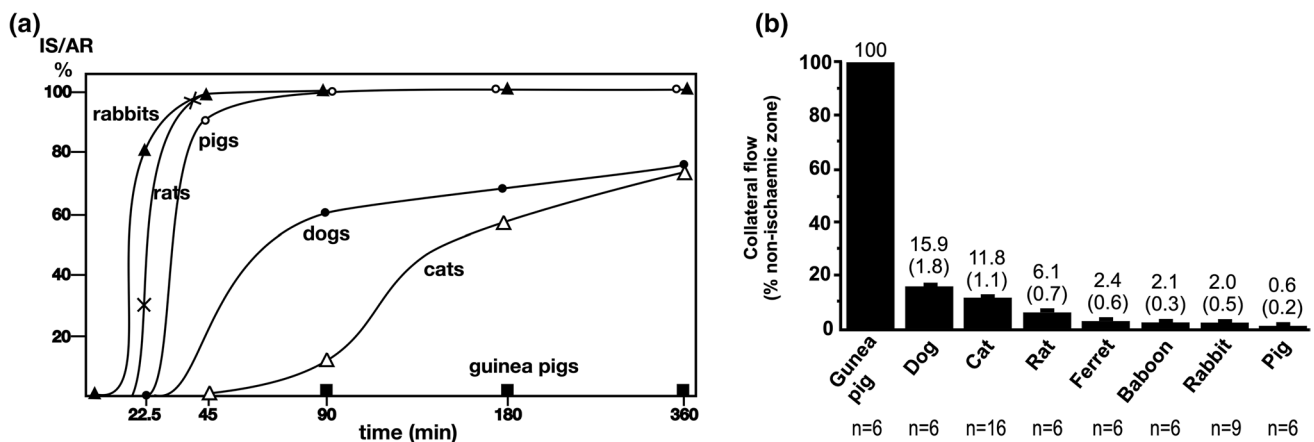 (a)
IS/AR
%
100
80
60
40
20
rabbits
rats
pigs
dogs
cats
guinea pigs
22.5 45 90 180 360
time (min)
(b)
Collateral flow
(% non-ischaemic zone)
100
80
60
40
20
0
100
15.9
(1.8)
11.8
(1.1)
6.1
(0.7)
2.4
(0.6)
2.1
(0.3)
2.0
(0.5)
0.6
(0.2)
Gunea
pig
Dog
Cat
Rat
Ferret
Baboon
Rabbit
Pig
n=6 n=6 n=16 n=6 n=6 n=6 n=9 n=6